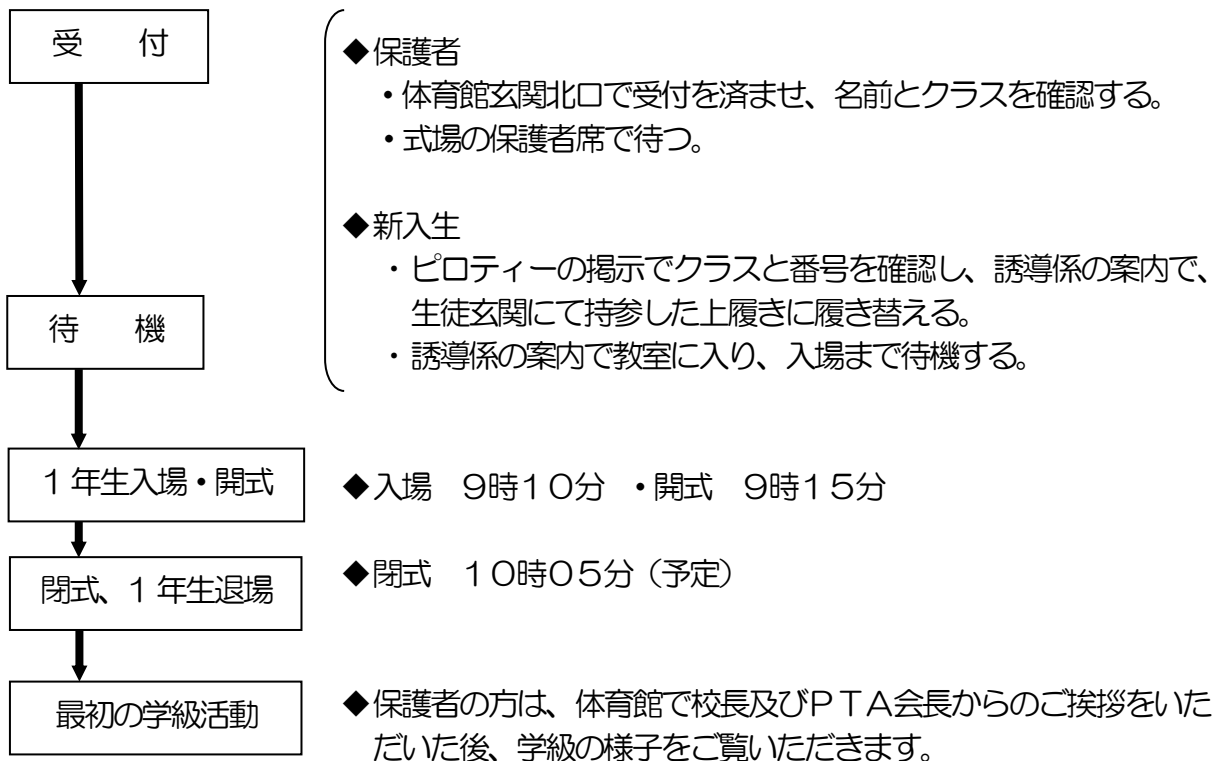 受　付
◆保護者
・体育館玄関北口で受付を済ませ、名前とクラスを確認する。
・式場の保護者席で待つ。
◆新入生
・ピロティーの掲示でクラスと番号を確認し、誘導係の案内で、
生徒玄関にて持参した上履きに履き替える。
・誘導係の案内で教室に入り、入場まで待機する。
待　機
１年生入場・開式
◆入場　９時１０分　・開式　９時１５分
閉式、１年生退場
◆閉式　１０時０５分（予定）
最初の学級活動
◆保護者の方は、体育館で校長及びＰＴＡ会長からのご挨拶をいた
だいた後、学級の様子をご覧いただきます。